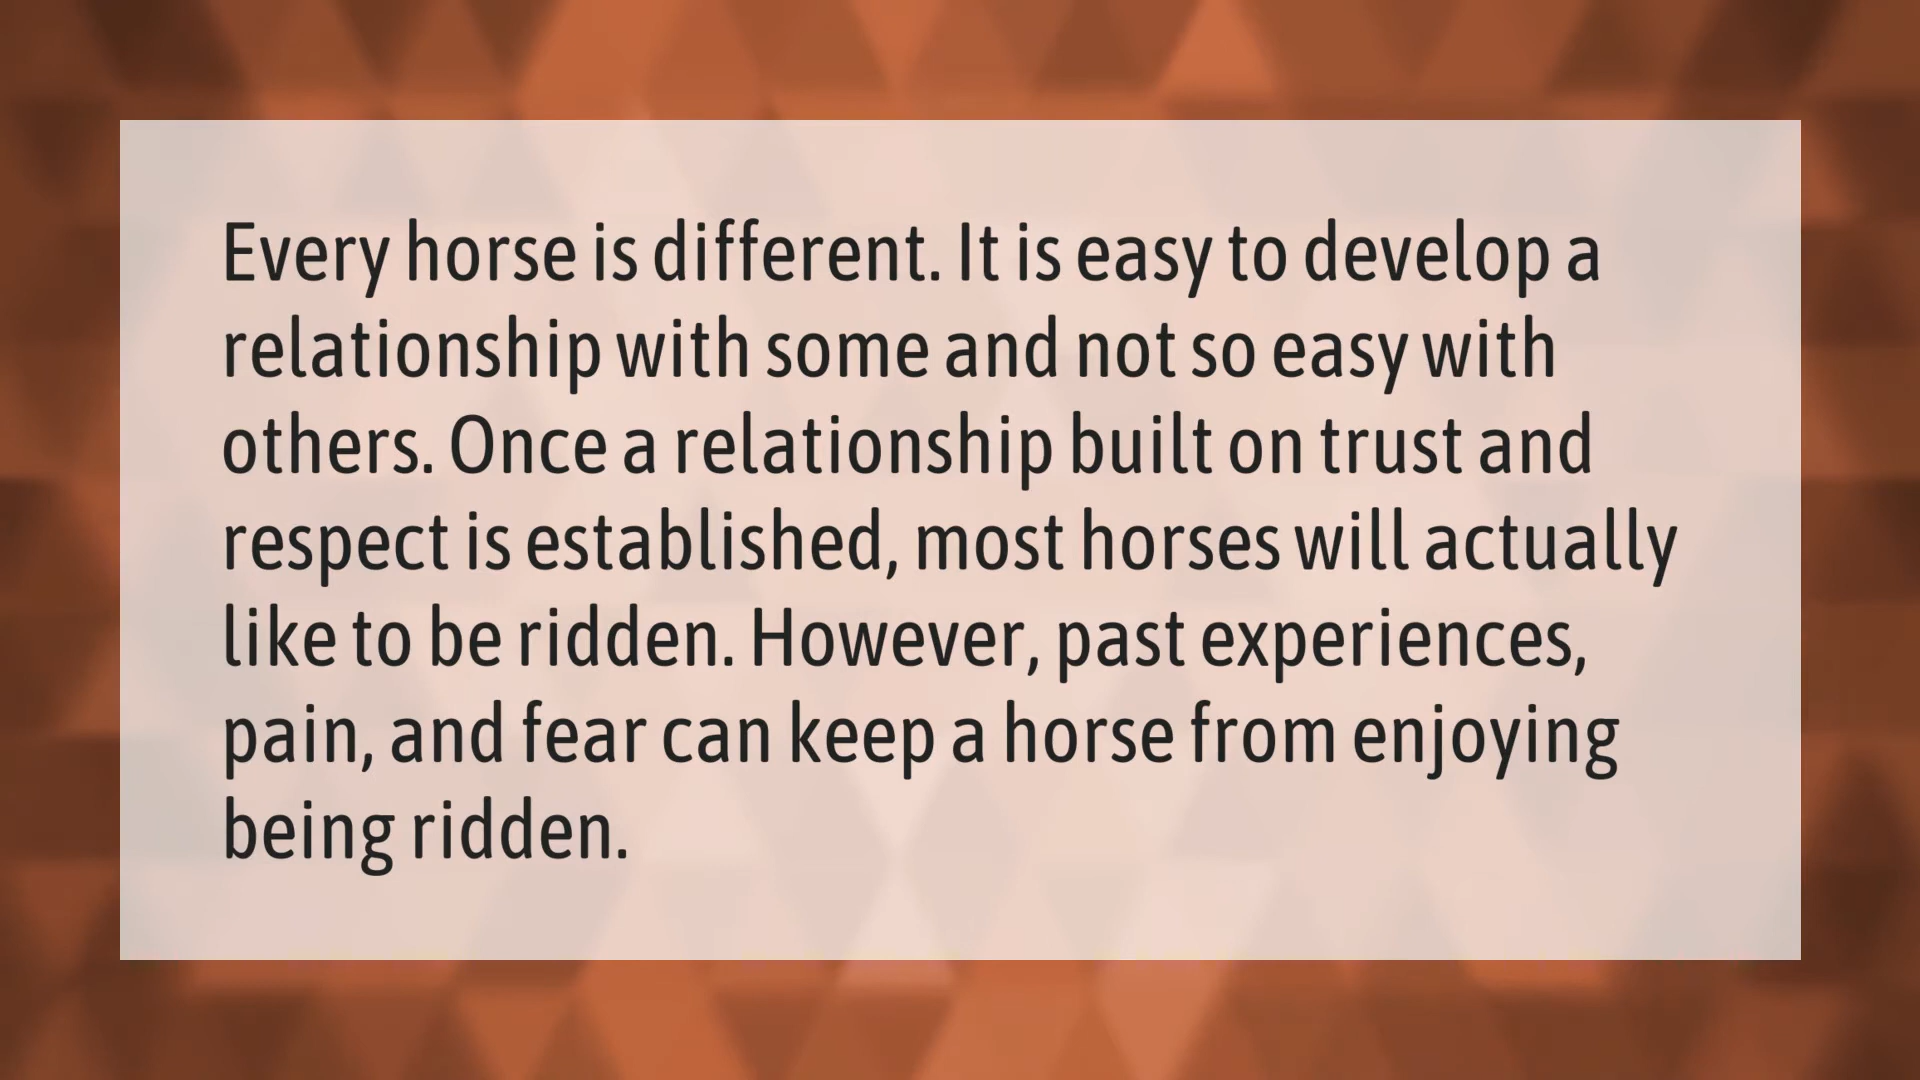 Every horse is different. It is easy to develop a
relationship with some and not so easy with
others. Once a relationship built on trust and
respect is established, most horses will actually
like to be ridden. However, past experiences,
pain, and fear can keep a horse from enjoying
being ridden.